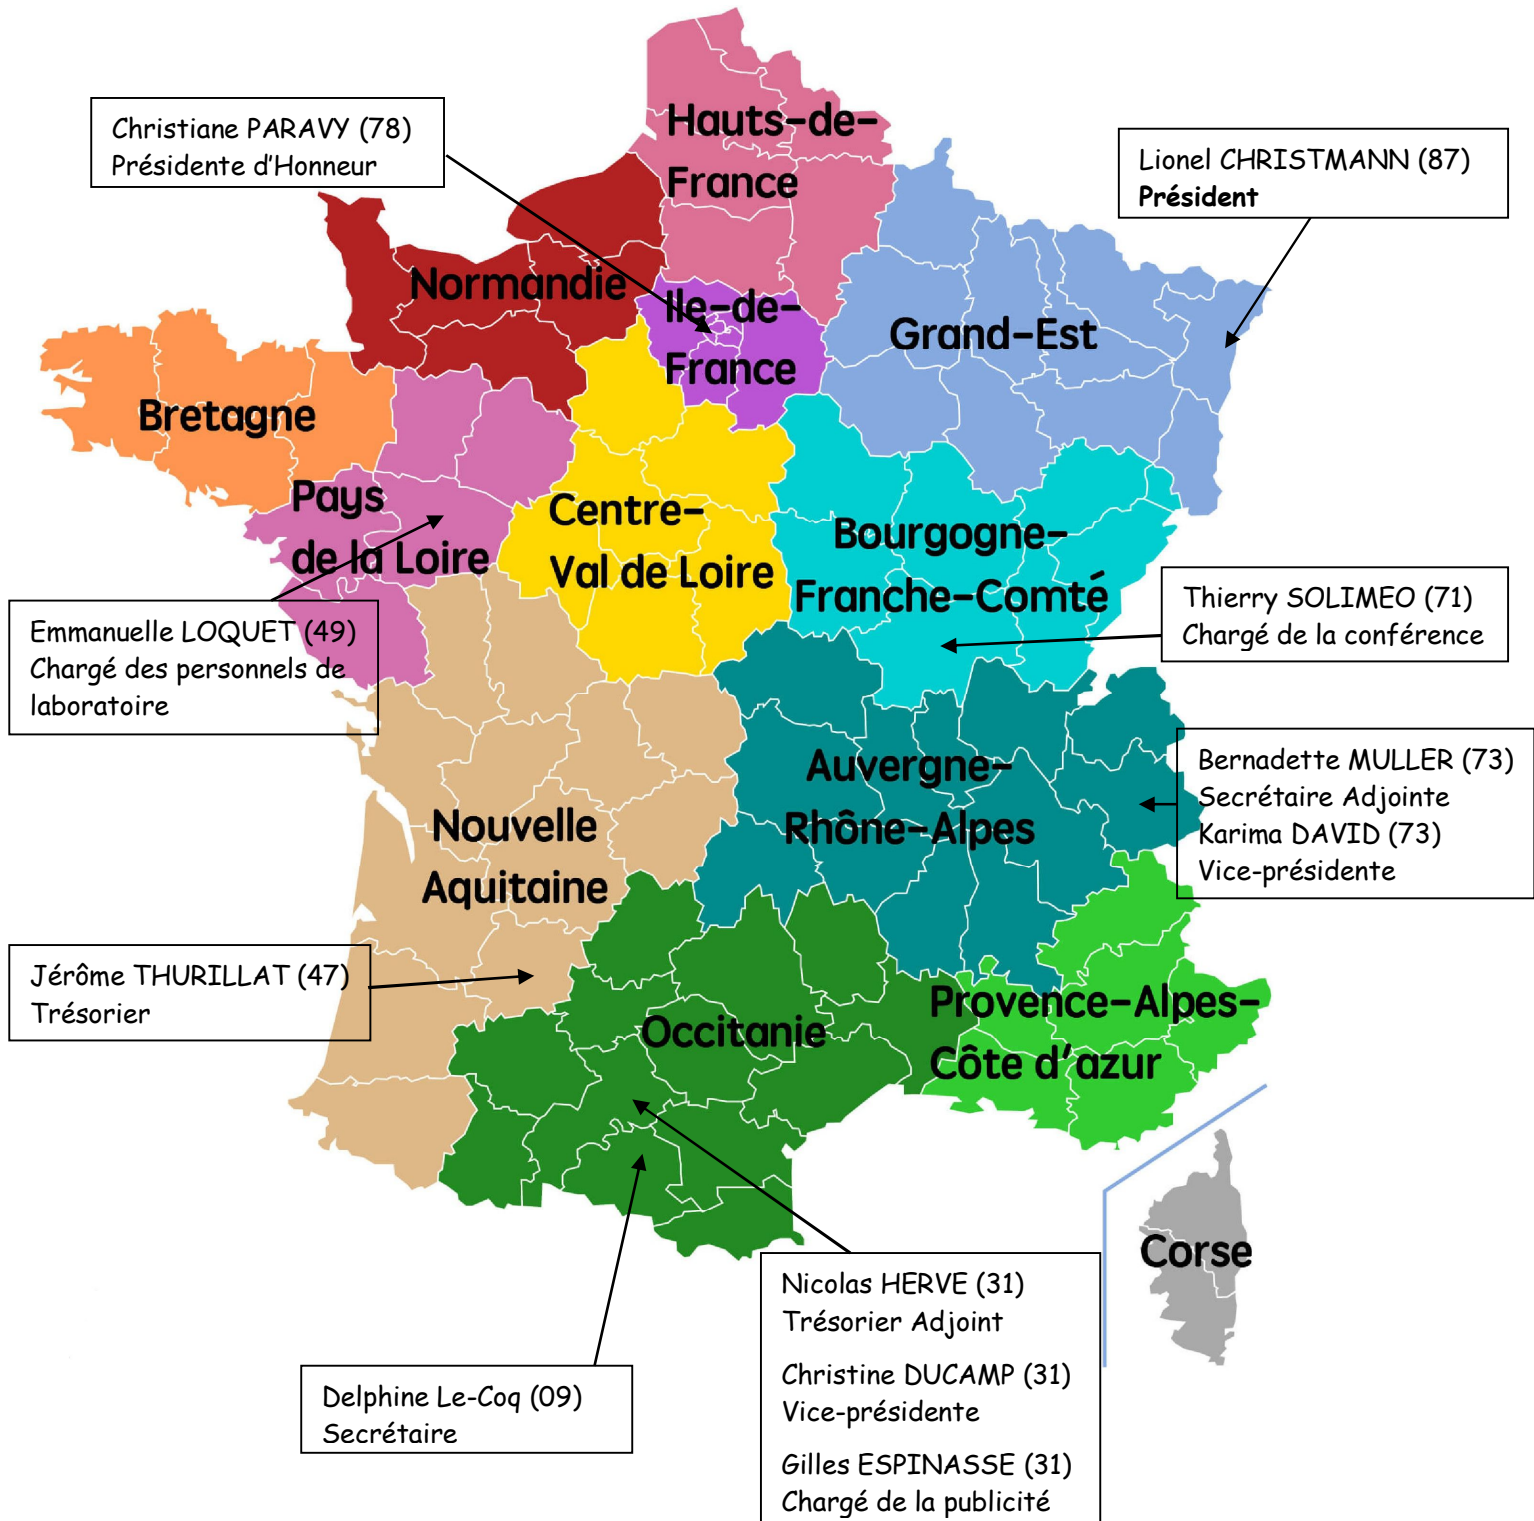 Hauts-de-
France
Christiane PARAVY (78)
Présidente d'Honneur
Lionel CHRISTMANN (87)
Président
Normandie
Ile-de-
France
Grand-Est
Bretagne
Pays
de la Loire
Centre-
Val de Loire
Bourgogne-
Franche-Comté
Thierry SOLIMEO (71)
Chargé de la conférence
Emmanuelle LOQUET (49)
Chargé des personnels de
laboratoire
Auvergne-
Rhône-Alpes
Bernadette MULLER (73)
Secrétaire Adjointe
Karima DAVID (73)
Vice-présidente
Nouvelle
Aquitaine
Jérôme THURILLAT (47)
Trésorier
Occitanie
Provence-Alpes-
Côte d'azur
Corse
Nicolas HERVE (31)
Trésorier Adjoint
Christine DUCAMP (31)
Vice-présidente
Gilles ESPINASSE (31)
Chargé de la publicité
Delphine Le-Coq (09)
Secrétaire